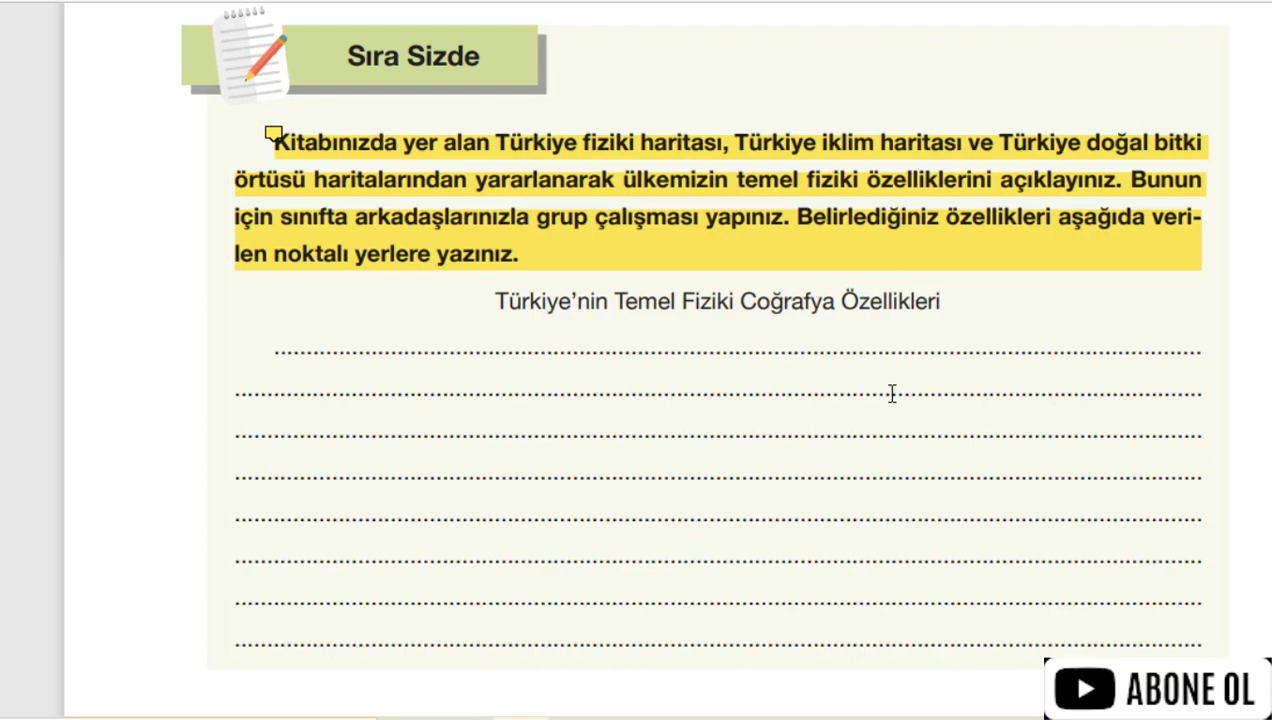 Sıra Sizde
Kitabınızda yer alan Türkiye fiziki haritası, Türkiye iklim haritası ve Türkiye doğal bitki
örtüsü haritalarından yararlanarak ülkemizin temel fiziki özelliklerini açıklayınız. Bunun
için sınıfta arkadaşlarınızla grup çalışması yapınız. Belirlediğiniz özellikleri aşağıda veri-
len noktalı yerlere yazınız.
Türkiye’nin Temel Fiziki Coğrafya Özellikleri
ABONE OL